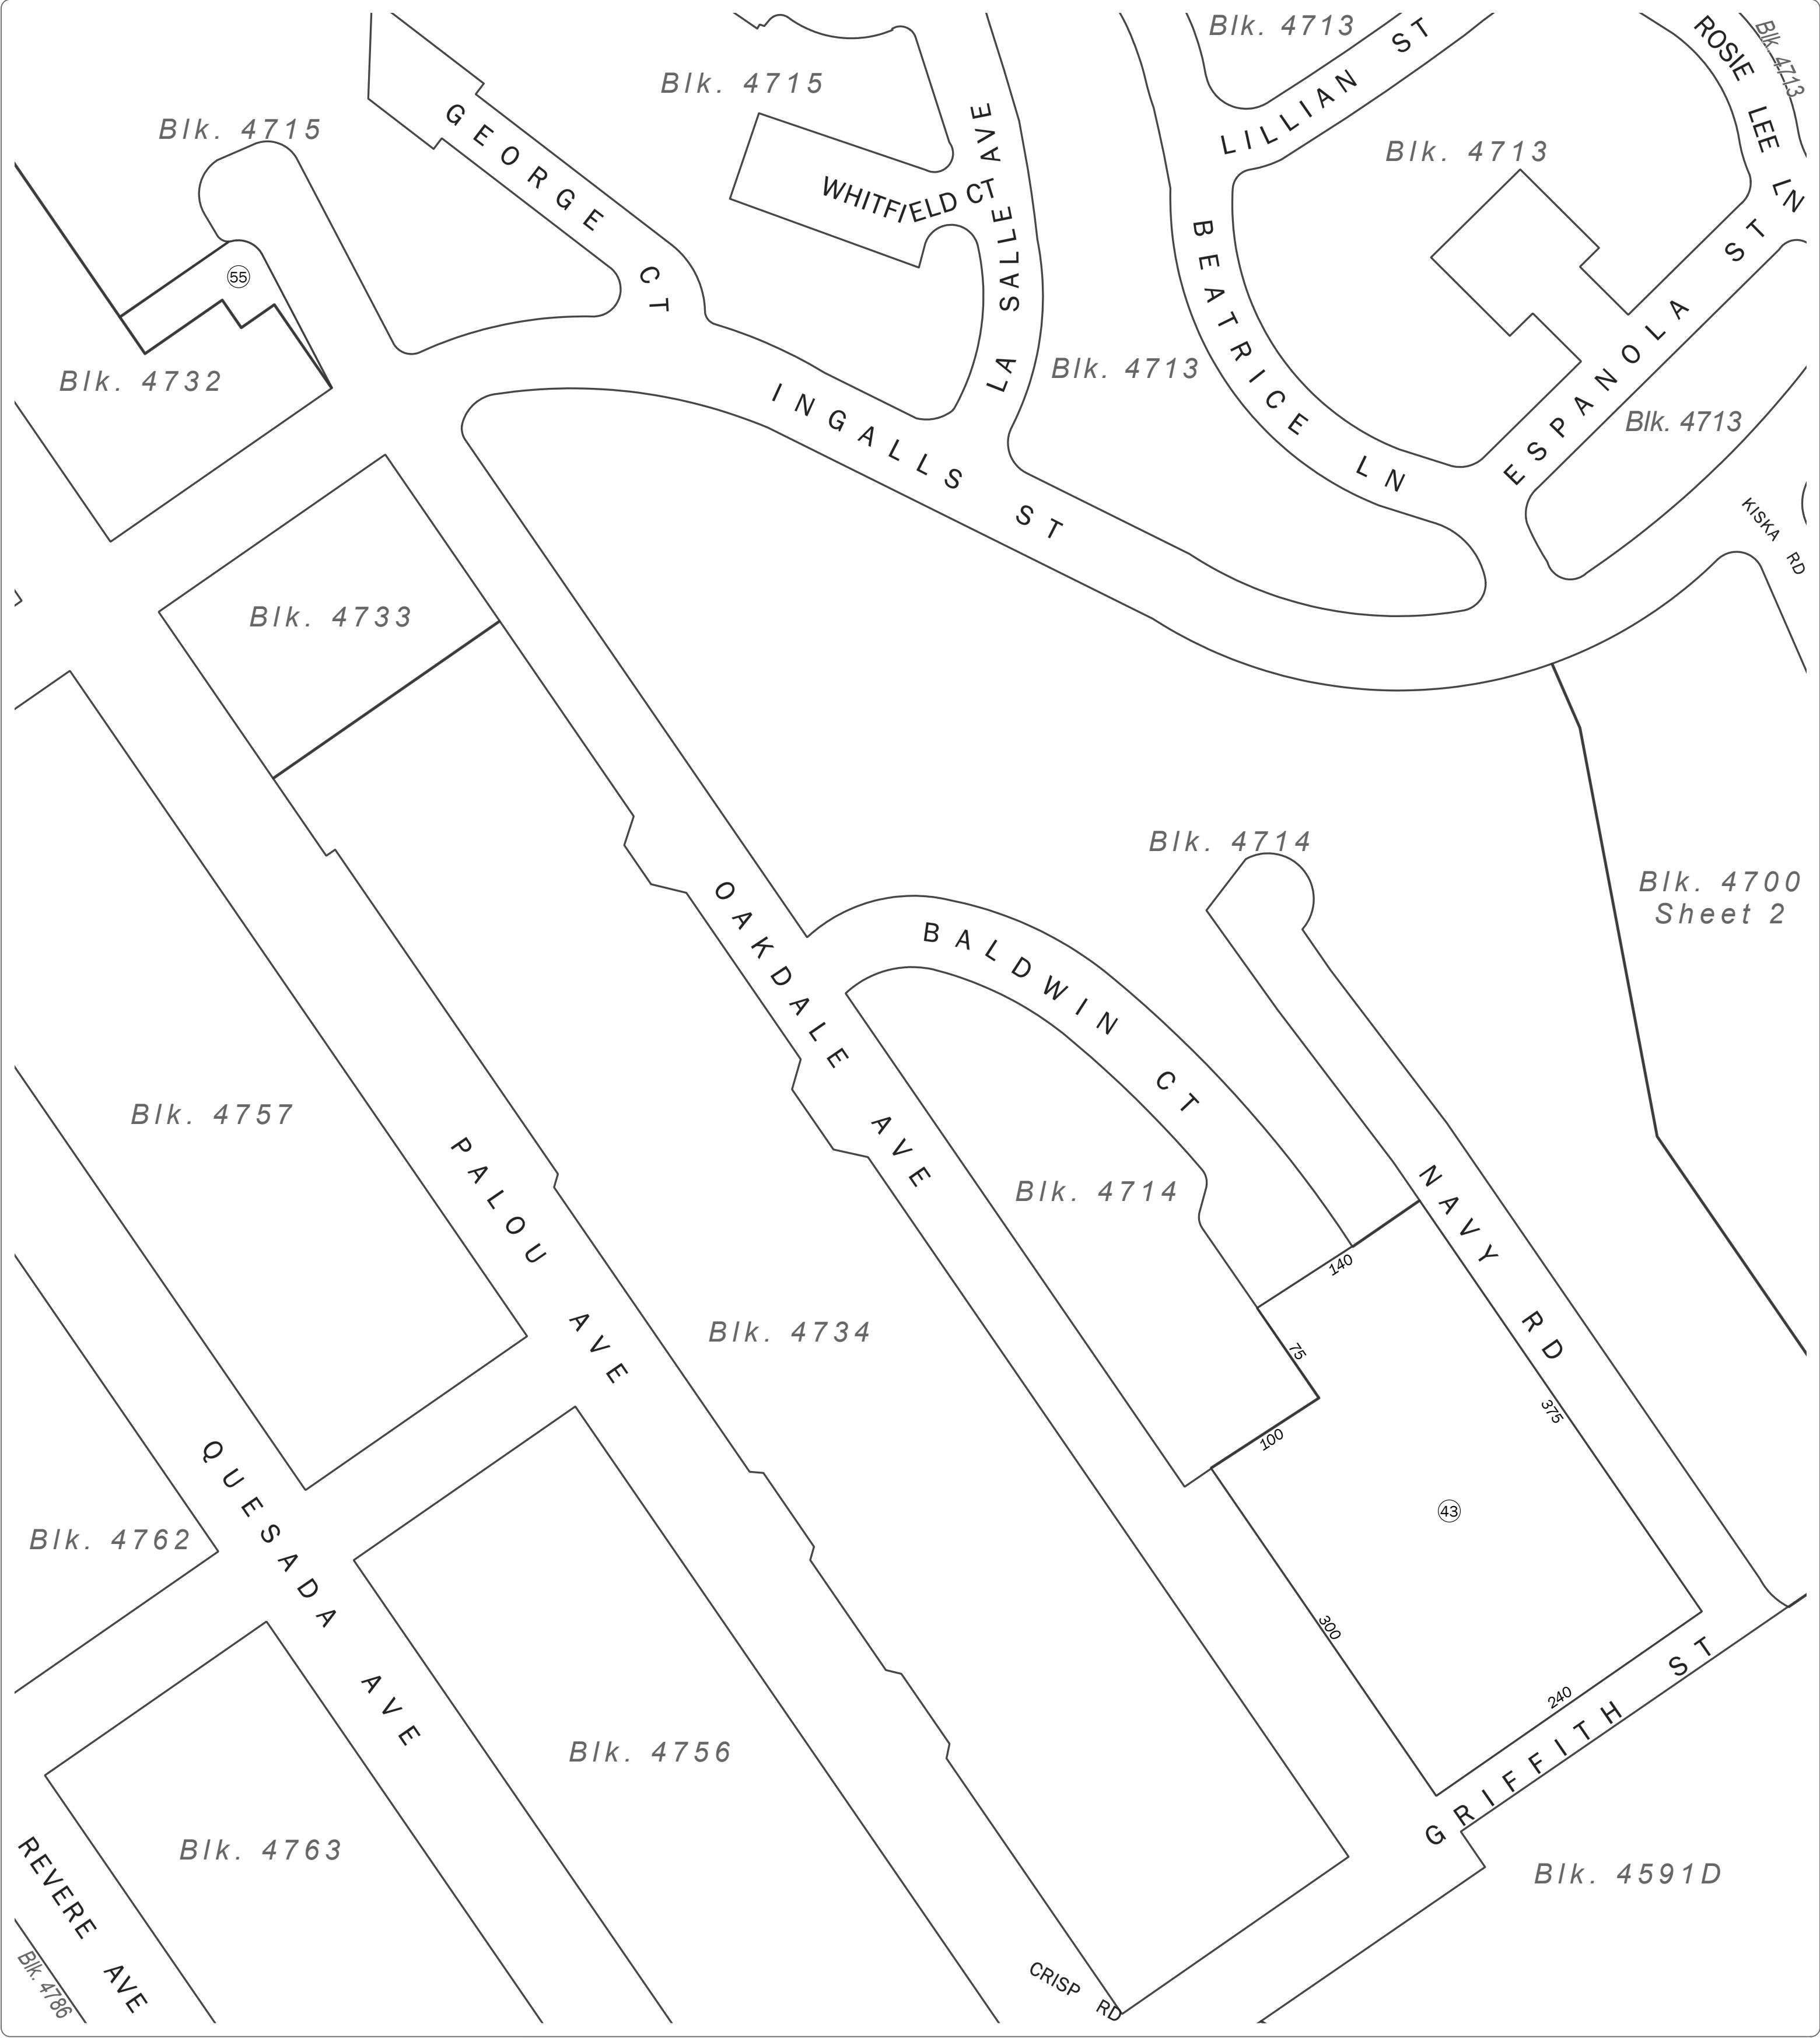 Blk. 4713
LILLIAN ST
ROSIE LEE LN
Blk. 4713
Blk. 4715
Blk. 4715
GEORGE CT
WHITFIELD CT
LA SALLE AVE
Blk. 4713
BEATRICE LN
ESPANOLA ST
55
Blk. 4732
INGALLS ST
Blk. 4713
Blk. 4713
KISKA RD
Blk. 4733
Blk. 4714
Blk. 4700
Sheet 2
OAKDALE AVE
BALDWIN CT
Blk. 4757
PALOU AVE
Blk. 4714
NAVY RD
140
75
375
100
Blk. 4734
QUESADA AVE
43
Blk. 4762
300
240
GRIFFITH ST
Blk. 4756
Blk. 4763
REVERE AVE
Blk. 4591D
Blk. 4786
CRISP RD